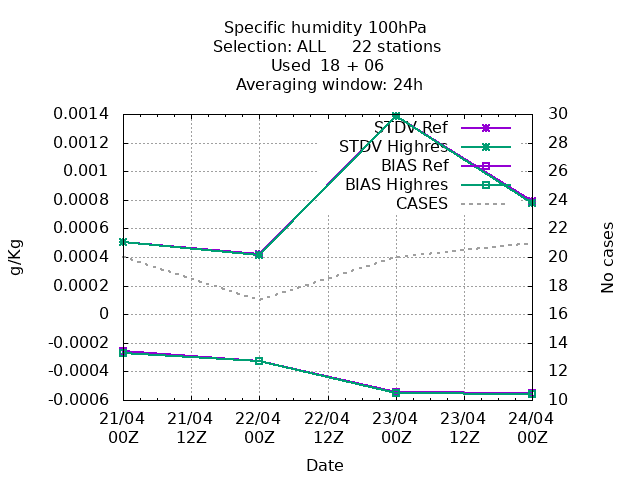 Specific humidity 100hPa
Selection: ALL 22 stations
Used 18 + 06
Averaging window: 24h
0.0014
0.0012
0.001
0.0008
0.0006
0.0004
0.0002
0
-0.0002
-0.0004
-0.0006
g/Kg
STDV Ref
STDV Highres
BIAS Ref
BIAS Highres
CASES
30
28
26
24
22
20
18
16
14
12
10
No cases
21/04 21/04 22/04 22/04 23/04 23/04 24/04
00Z 12Z 00Z 12Z 00Z 12Z 00Z
Date